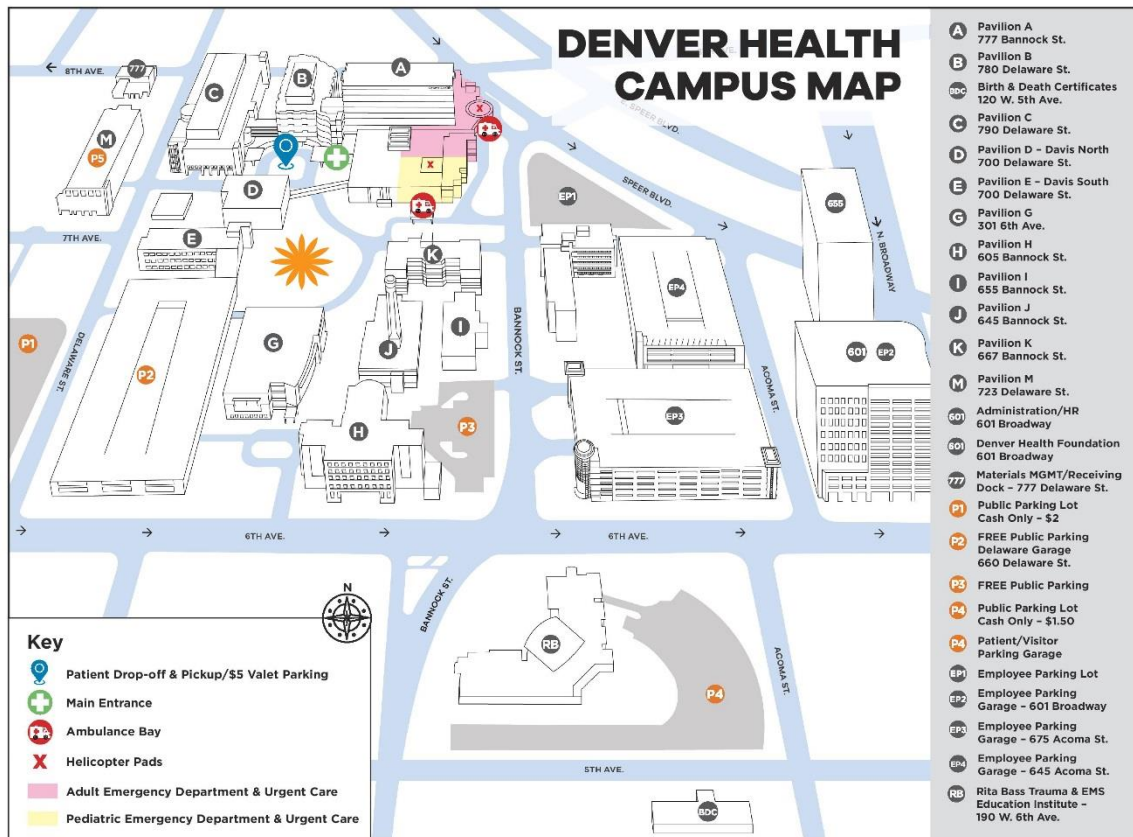 DENVER HEALTH
CAMPUS MAP
8TH AVE.
777
A
B
C
M
P5
D
E
7TH AVE.
X
X
K
EP1
E. SPEER BLVD.
SPEER BLVD.
655
N. BROADWAY
EP4
P1
DELAWARE ST.
P2
G
J
I
BANNOCK ST.
ACOMA ST.
601
EP2
H
P3
EP3
6TH AVE.
6TH AVE.
BANNOCK ST.
RB
P4
ACOMA ST.
5TH AVE.
BDC
N
Key
Patient Drop-off & Pickup/$5 Valet Parking
Main Entrance
Ambulance Bay
X Helicopter Pads
Adult Emergency Department & Urgent Care
Pediatric Emergency Department & Urgent Care
A Pavilion A
777 Bannock St.
B Pavilion B
780 Delaware St.
BDC Birth & Death Certificates
120 W. 5th Ave.
C Pavilion C
790 Delaware St.
D Pavilion D – Davis North
700 Delaware St.
E Pavilion E – Davis South
700 Delaware St.
G Pavilion G
301 6th Ave.
H Pavilion H
605 Bannock St.
I Pavilion I
655 Bannock St.
J Pavilion J
645 Bannock St.
K Pavilion K
667 Bannock St.
M Pavilion M
723 Delaware St.
601 Administration/HR
601 Broadway
601 Denver Health Foundation
601 Broadway
777 Materials MGMT/Receiving
Dock – 777 Delaware St.
P1 Public Parking Lot
Cash Only – $2
P2 FREE Public Parking
Delaware Garage
660 Delaware St.
P3 FREE Public Parking
P4 Public Parking Lot
Cash Only – $1.50
P4 Patient/Visitor
Parking Garage
EP1 Employee Parking Lot
EP2 Employee Parking
Garage – 601 Broadway
EP3 Employee Parking
Garage – 675 Acoma St.
EP4 Employee Parking
Garage – 645 Acoma St.
RB Rita Bass Trauma & EMS
Education Institute –
190 W. 6th Ave.